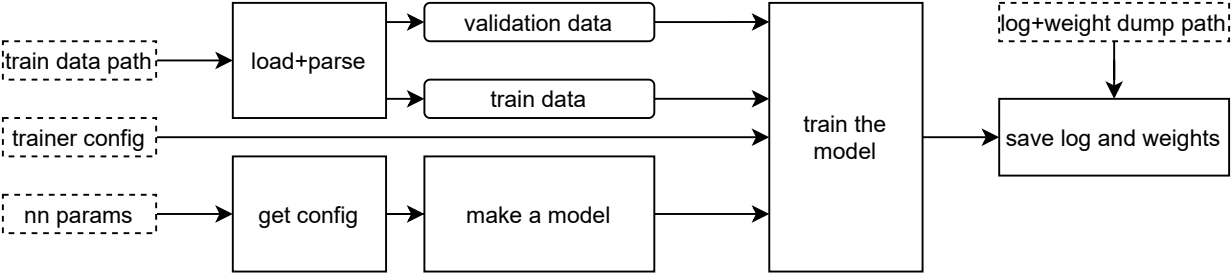 validation data
log+weight dump path
train data path
load+parse
train data
trainer config
train the
model
save log and weights
nn params
get config
make a model